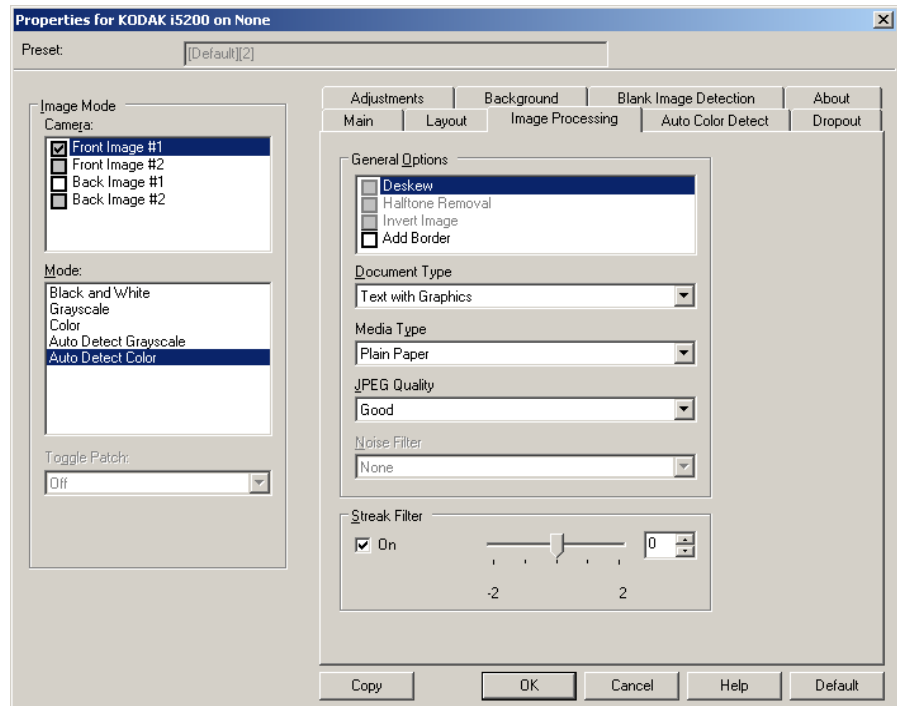 Properties for KODAK i5200 on None
Preset:
[Default][2]
Image Mode
Camera:
Front Image #1
Front Image #2
Back Image #1
Back Image #2
Mode:
Black and White
Grayscale
Color
Auto Detect Grayscale
Auto Detect Color
Toggle Patch:
Off
Adjustments
Background
Blank Image Detection
About
Main
Layout
Image Processing
Auto Color Detect
Dropout
General Options
Deskew
Halftone Removal
Invert Image
Add Border
Document Type
Text with Graphics
Media Type
Plain Paper
JPEG Quality
Good
Noise Filter
None
Streak Filter
On
0
-2
2
Copy
OK
Cancel
Help
Default